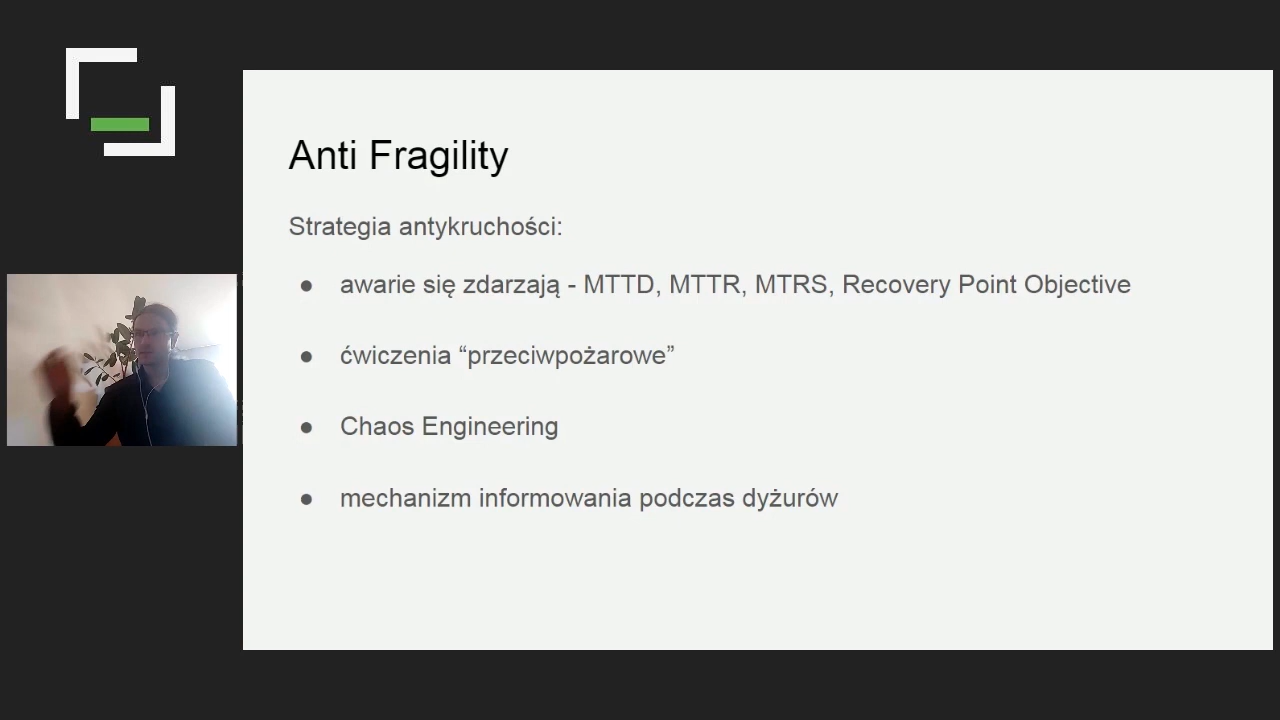 Anti Fragility
Strategia antykruchości:
● awarie się zdarzają - MTTD, MTTR, MTRS, Recovery Point Objective
● ćwiczenia “przeciwpożarowe”
● Chaos Engineering
● mechanizm informowania podczas dyżurów